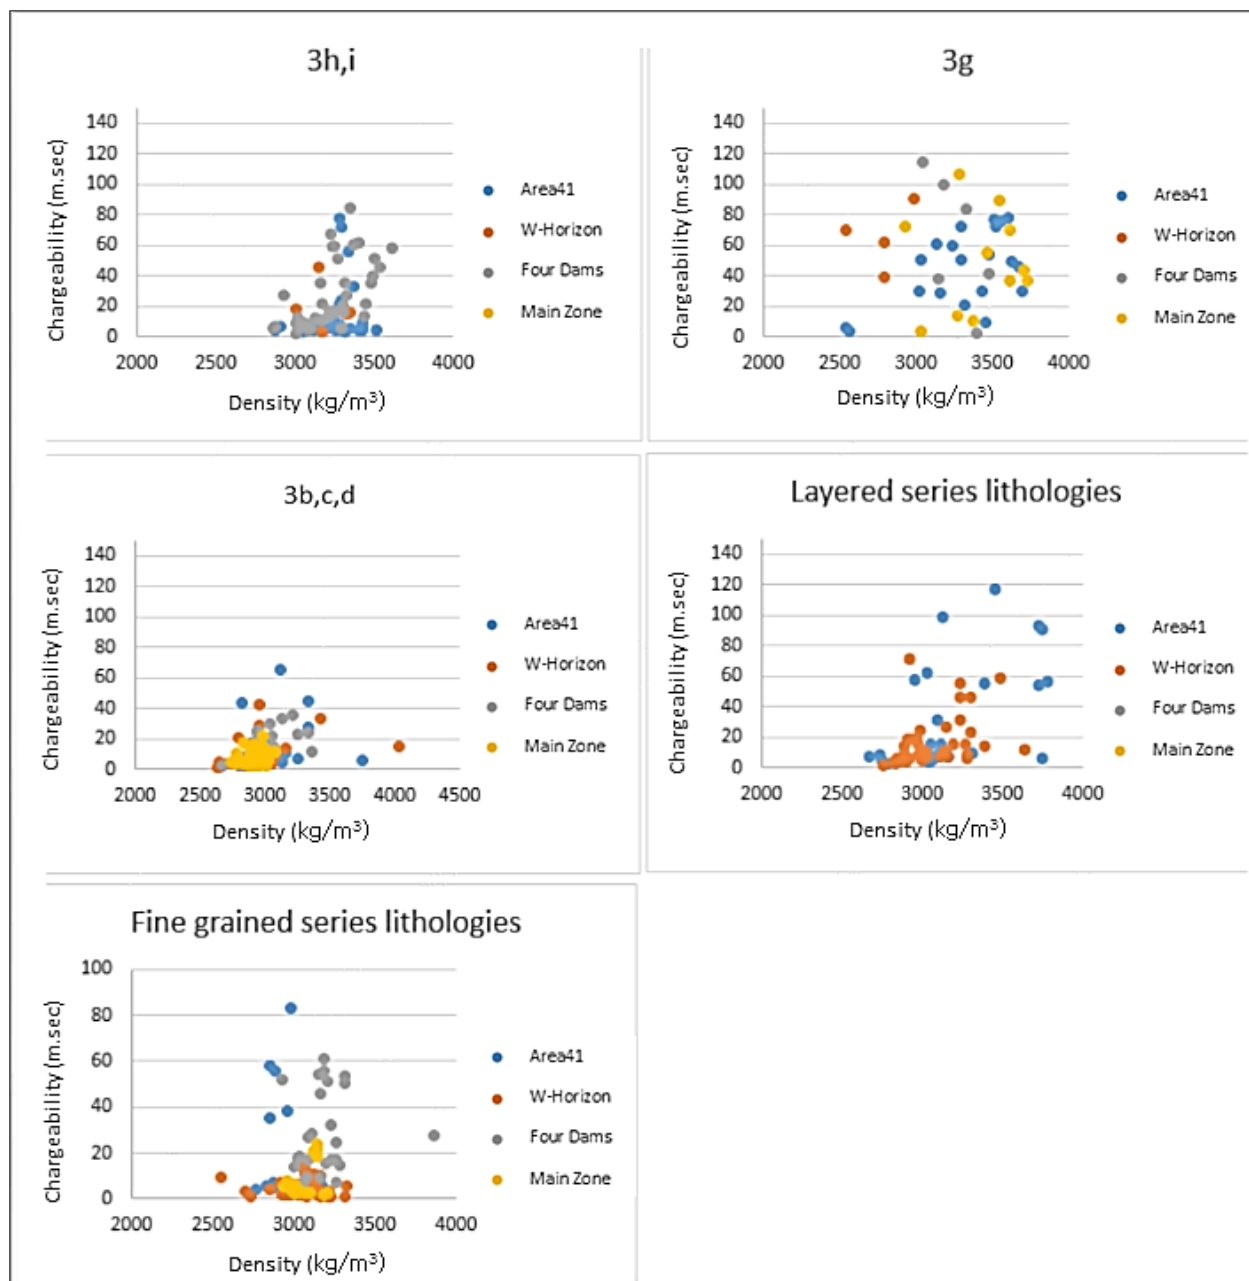 3h,i
Chargeability (m.sec)
140
120
100
80
60
40
20
0
2000 2500 3000 3500 4000
Density (kg/m³)
Area41
W-Horizon
Four Dams
Main Zone
3g
Chargeability (m.sec)
140
120
100
80
60
40
20
0
2000 2500 3000 3500 4000
Density (kg/m³)
Area41
W-Horizon
Four Dams
Main Zone
3b,c,d
Chargeability (m.sec)
140
120
100
80
60
40
20
0
2000 2500 3000 3500 4000 4500
Density (kg/m³)
Area41
W-Horizon
Four Dams
Main Zone
Layered series lithologies
Chargeability (m.sec)
140
120
100
80
60
40
20
0
2000 2500 3000 3500 4000
Density (kg/m³)
Area41
W-Horizon
Four Dams
Main Zone
Fine grained series lithologies
Chargeability (m.sec)
100
80
60
40
20
0
2000 2500 3000 3500 4000
Density (kg/m³)
Area41
W-Horizon
Four Dams
Main Zone